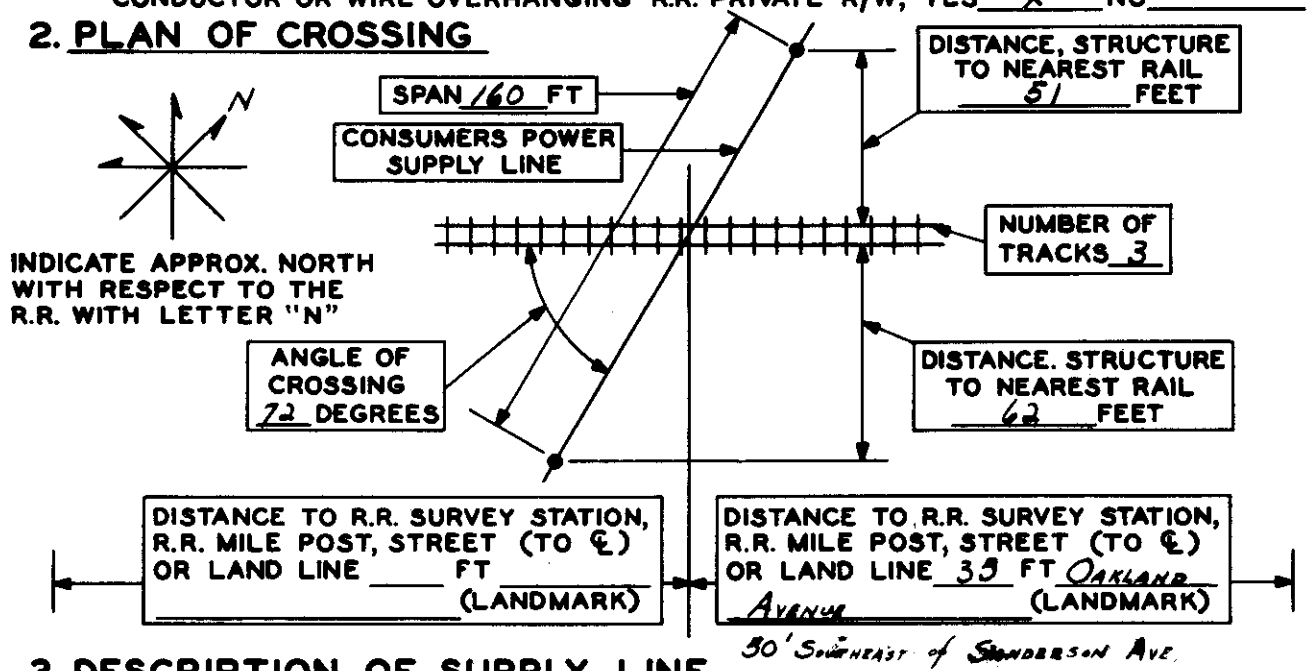 CONDUCTOR OR WIRE OVERHANGING R.R. PRIVATE R/W, YES X NO
2. PLAN OF CROSSING
N
INDICATE APPROX. NORTH
WITH RESPECT TO THE
R.R. WITH LETTER "N"
SPAN 160 FT
CONSUMERS POWER
SUPPLY LINE
DISTANCE, STRUCTURE
TO NEAREST RAIL
51 FEET
NUMBER OF
TRACKS 3
ANGLE OF
CROSSING
72 DEGREES
DISTANCE. STRUCTURE
TO NEAREST RAIL
62 FEET
DISTANCE TO R.R. SURVEY STATION,
R.R. MILE POST, STREET (TO ℄)
OR LAND LINE FT
(LANDMARK)
DISTANCE TO R.R. SURVEY STATION,
R.R. MILE POST, STREET (TO ℄)
OR LAND LINE 35 FT OAKLAND
AVENUE (LANDMARK)
50' SOUTHEAST of AVE.
3. DESCRIPTION OF SUPPLY LINE